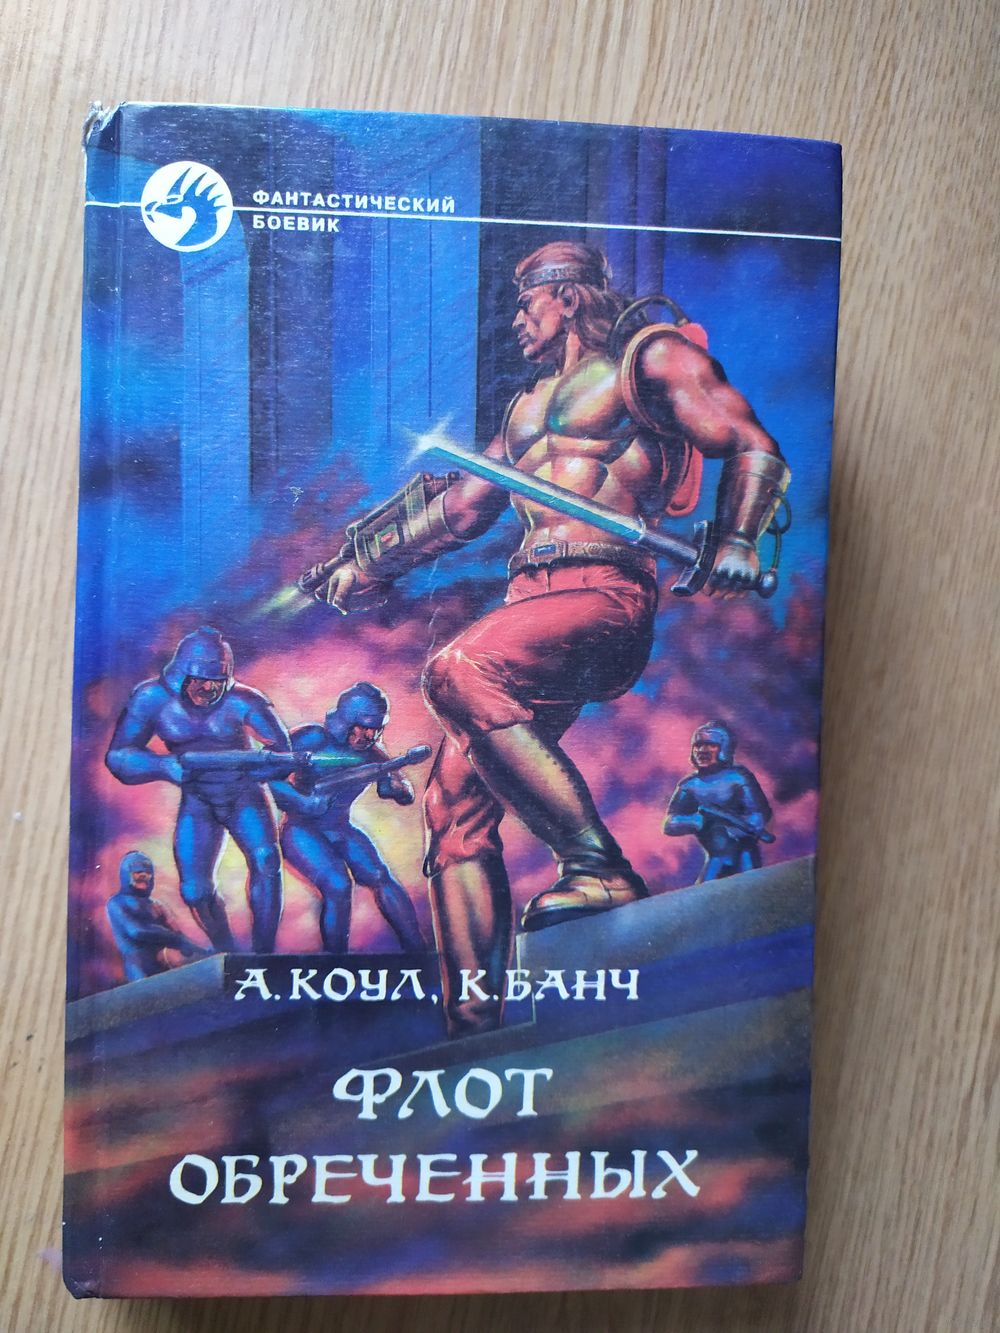 ФАНТАСТИЧЕСКИЙ
БОЕВИК
А.КОУЛ, К.БАНЧ
ФЛОТ
ОБРЕЧЕННЫХ